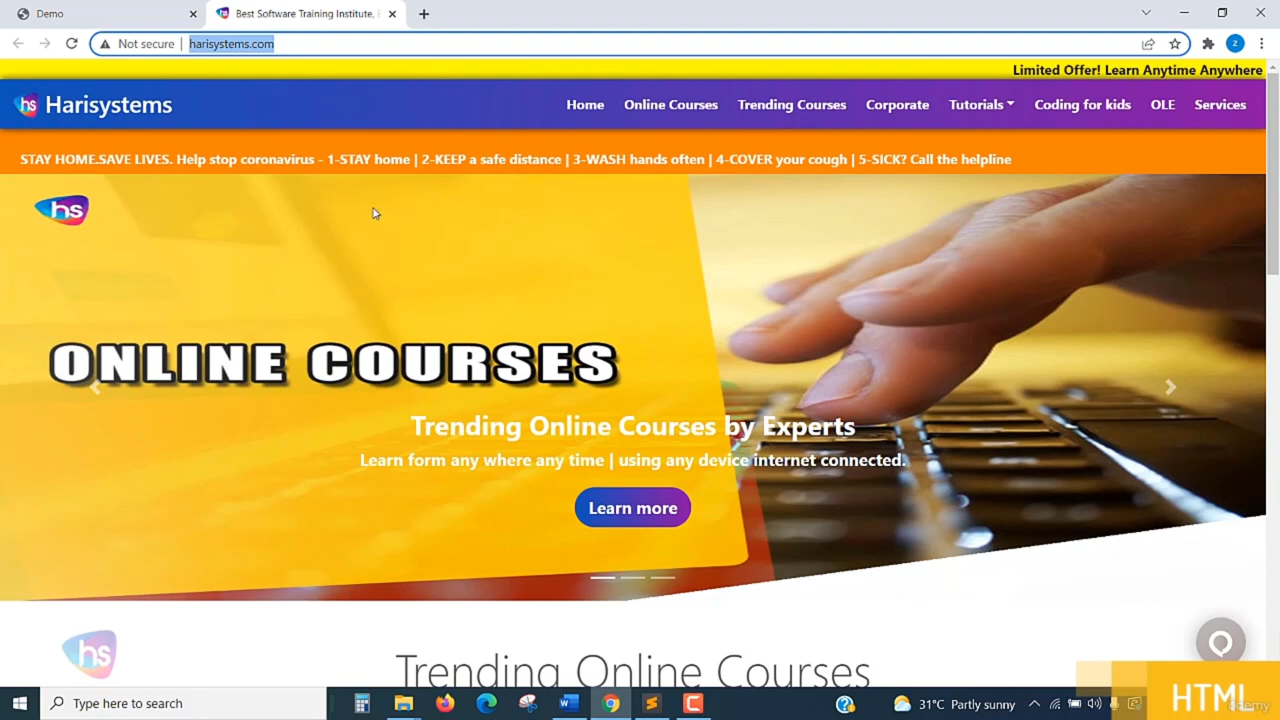 Demo
Best Software Training Institute,
Not secure
harisystems.com
Limited Offer! Learn Anytime Anywhere
hs Harisystems
Home Online Courses Trending Courses Corporate Tutorials Coding for kids OLE Services
STAY HOME.SAVE LIVES. Help stop coronavirus - 1-STAY home | 2-KEEP a safe distance | 3-WASH hands often | 4-COVER your cough | 5-SICK? Call the helpline
hs
ONLINE COURSES
Trending Online Courses by Experts
Learn form any where any time | using any device internet connected.
Learn more
hs
Trending Online Courses
Type here to search
31°C Partly sunny
HTML
Udemy